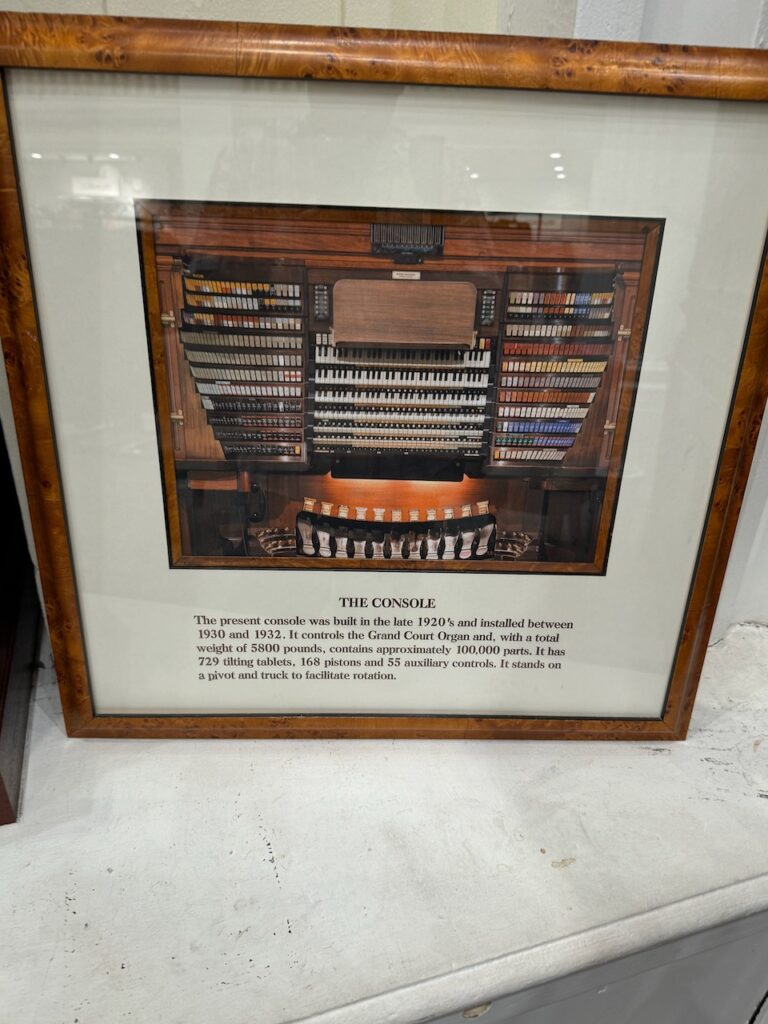 THE CONSOLE
The present console was built in the late 1920's and installed between
1930 and 1932. It controls the Grand Court Organ and, with a total
weight of 5800 pounds, contains approximately 100,000 parts. It has
729 tilting tablets, 168 pistons and 55 auxiliary controls. It stands on
a pivot and truck to facilitate rotation.